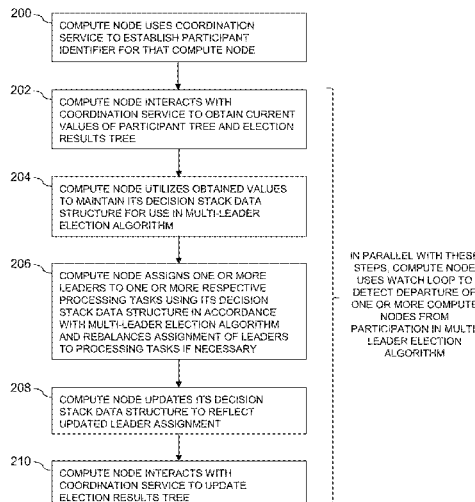 200
COMPUTE NODE USES COORDINATION
SERVICE TO ESTABLISH PARTICIPANT
IDENTIFIER FOR THAT COMPUTE NODE
202
COMPUTE NODE INTERACTS WITH
COORDINATION SERVICE TO OBTAIN CURRENT
VALUES OF PARTICIPANT TREE AND ELECTION
RESULTS TREE
204
COMPUTE NODE UTILIZES OBTAINED VALUES
TO MAINTAIN ITS DECISION STACK DATA
STRUCTURE FOR USE IN MULTI-LEADER
ELECTION ALGORITHM
206
COMPUTE NODE ASSIGNS ONE OR MORE
LEADERS TO ONE OR MORE RESPECTIVE
PROCESSING TASKS USING ITS DECISION
STACK DATA STRUCTURE IN ACCORDANCE
WITH MULTI-LEADER ELECTION ALGORITHM
AND REBALANCES ASSIGNMENT OF LEADERS
TO PROCESSING TASKS IF NECESSARY
208
COMPUTE NODE UPDATES ITS DECISION
STACK DATA STRUCTURE TO REFLECT
UPDATED LEADER ASSIGNMENT
210
COMPUTE NODE INTERACTS WITH
COORDINATION SERVICE TO UPDATE
ELECTION RESULTS TREE
IN PARALLEL WITH THESE
STEPS, COMPUTE NODE
USES WATCH LOOP TO
DETECT DEPARTURE OF
ONE OR MORE COMPUTE
NODES FROM
PARTICIPATION IN MULTI-
LEADER ELECTION
ALGORITHM